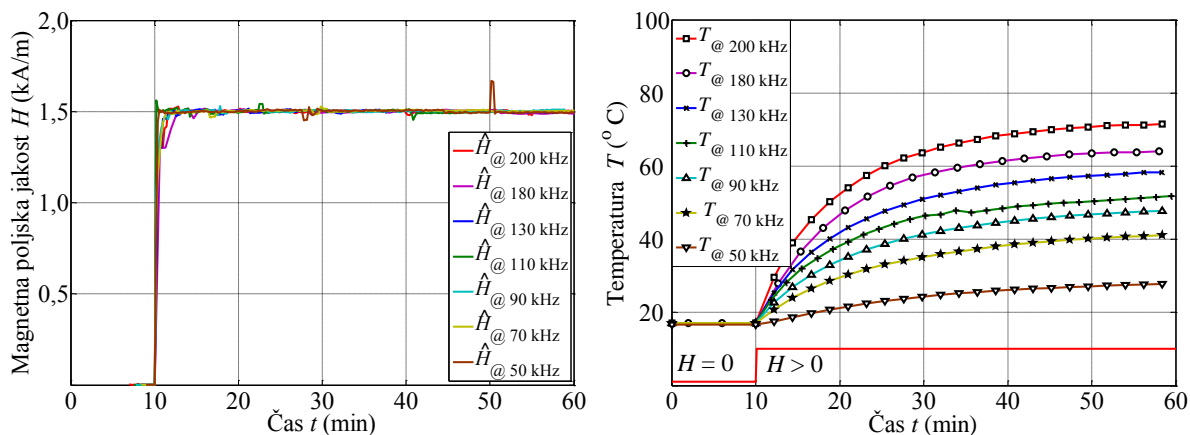 Magnetna poljska jakost H (kA/m)
2,0
1.5
1.0
0,5
0
10
20
30
40
50
60
Čas t (min)
Ĥ@ 200 kHz
Ĥ@ 180 kHz
Ĥ@ 130 kHz
Ĥ@ 110 kHz
Ĥ@ 90 kHz
Ĥ@ 70 kHz
Ĥ@ 50 kHz
Temperatura T (° C)
100
80
60
40
20
0
10
20
30
40
50
60
Čas t (min)
T@ 200 kHz
T@ 180 kHz
T@ 130 kHz
T@ 110 kHz
T@ 90 kHz
T@ 70 kHz
T@ 50 kHz
H = 0
H > 0